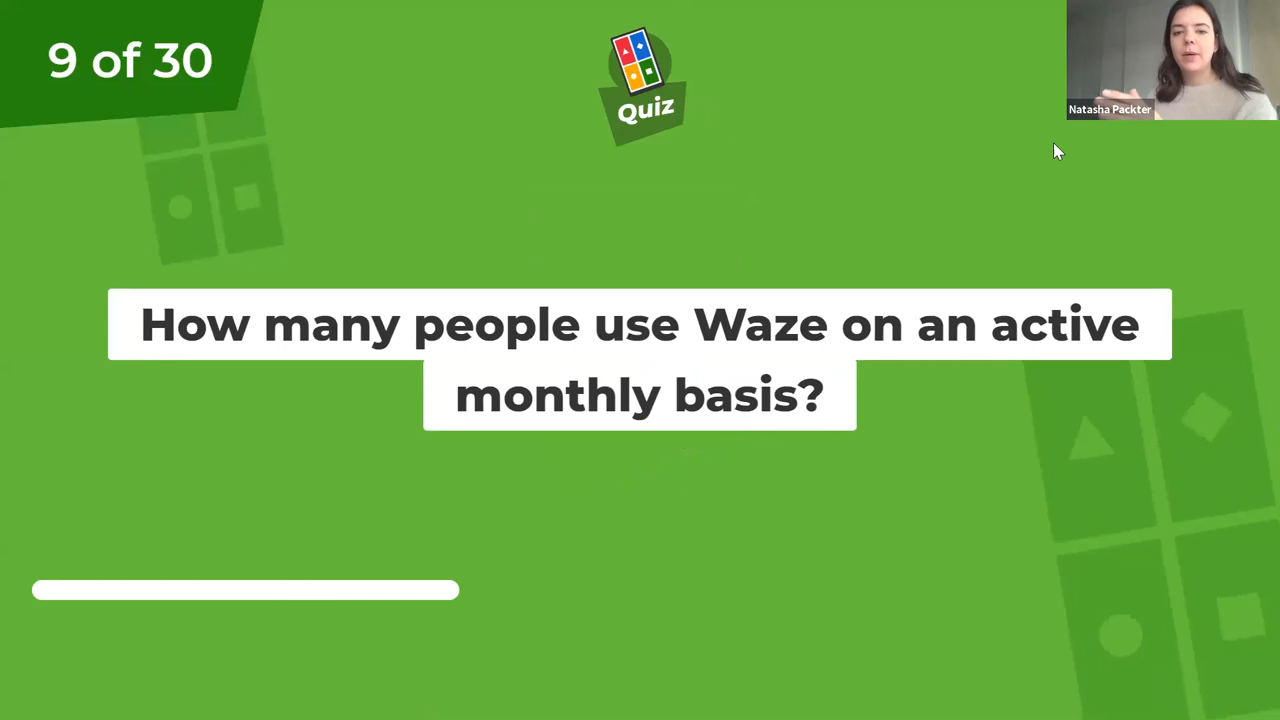 9 of 30
Quiz
Natasha Packter
How many people use Waze on an active
monthly basis?